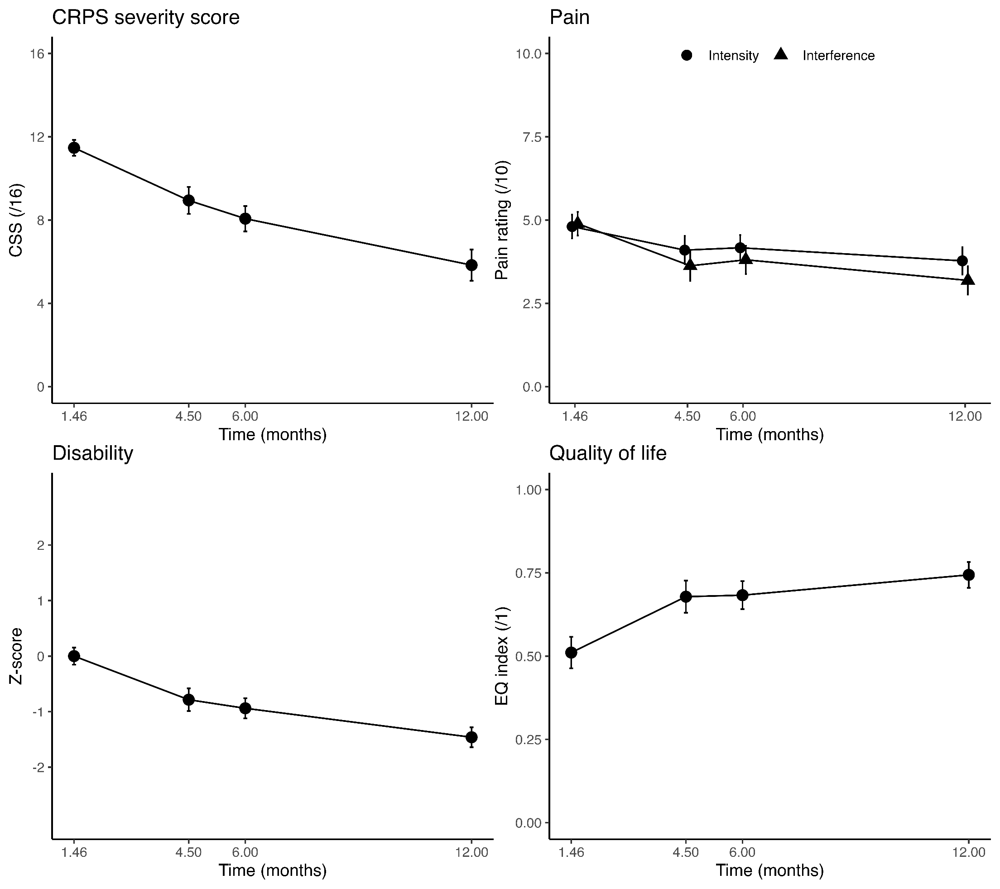 CRPS severity score
16
12
8
4
0
CSS (/16)
1.46 4.50 6.00 12.00
Time (months)
Pain
Intensity Interference
10.0
7.5
5.0
2.5
0.0
Pain rating (/10)
1.46 4.50 6.00 12.00
Time (months)
Disability
2
1
0
-1
-2
Z-score
1.46 4.50 6.00 12.00
Time (months)
Quality of life
1.00
0.75
0.50
0.25
0.00
EQ index (/1)
1.46 4.50 6.00 12.00
Time (months)